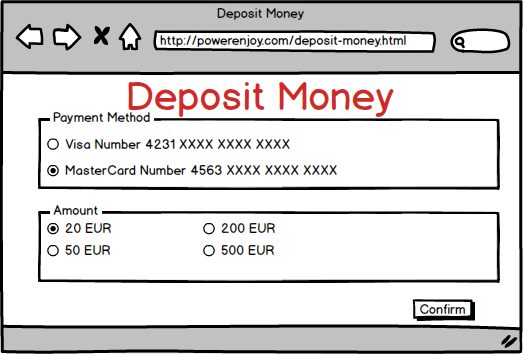 Deposit Money
http://powerenjoy.com/deposit-money.html
Deposit Money
Payment Method
Visa Number 4231 XXXX XXXX XXXX
MasterCard Number 4563 XXXX XXXX XXXX
Amount
20 EUR 200 EUR
50 EUR 500 EUR
Confirm